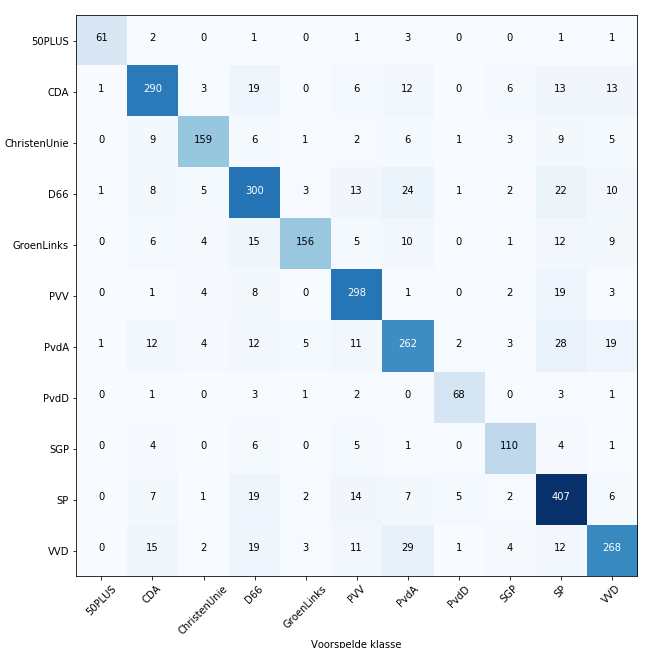 50PLUS 61 2 0 1 0 1 3 0 0 1 1
CDA 1 290 3 19 0 6 12 0 6 13 13
ChristenUnie 0 9 159 6 1 2 6 1 3 9 5
D66 1 8 5 300 3 13 24 1 2 22 10
GroenLinks 0 6 4 15 156 5 10 0 1 12 9
PVV 0 1 4 8 0 298 1 0 2 19 3
PvdA 1 12 4 12 5 11 262 2 3 28 19
PvdD 0 1 0 3 1 2 0 68 0 3 1
SGP 0 4 0 6 0 5 1 0 110 4 1
SP 0 7 1 19 2 14 7 5 2 407 6
VVD 0 15 2 19 3 11 29 1 4 12 268
50PLUS CDA ChristenUnie D66 GroenLinks PVV PvdA PvdD SGP SP VVD
Voorspelde klasse